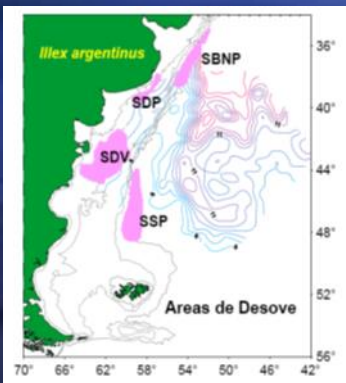 Illex argentinus
SBNP
36°
SDP
40°
SDV
44°
SSP
48°
52°
Areas de Desove
56°
70° 66° 62° 58° 54° 50° 46° 42°